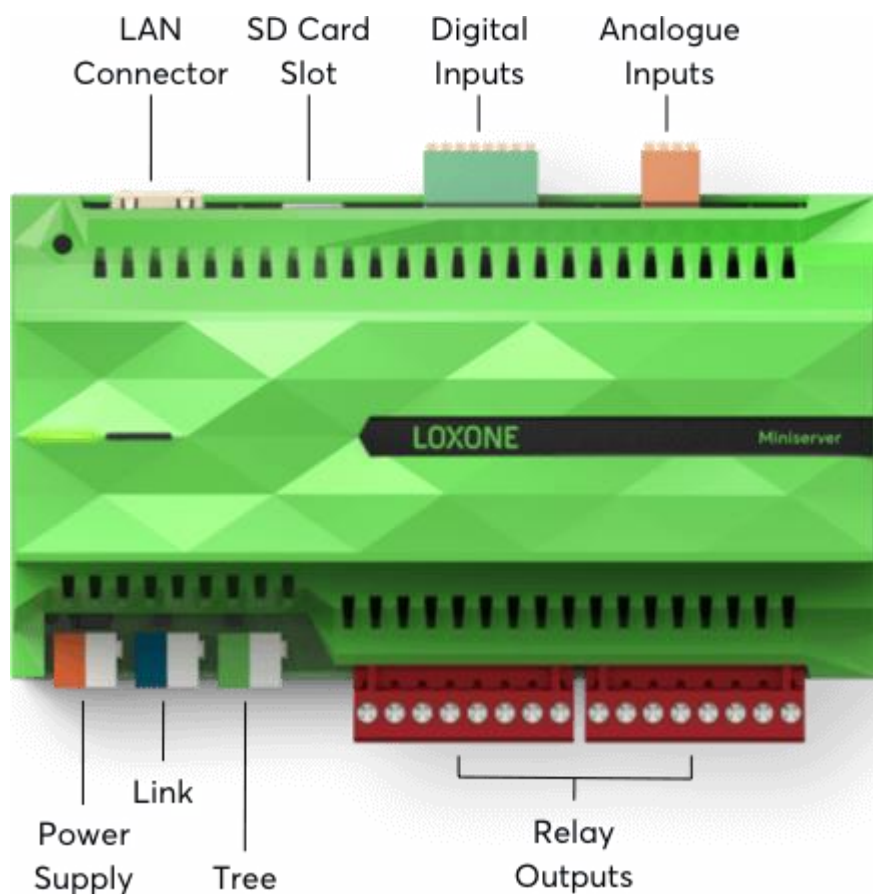 LAN
Connector
SD Card
Slot
Digital
Inputs
Analogue
Inputs
LOXONE
Miniserver
Power
Supply
Link
Tree
Relay
Outputs